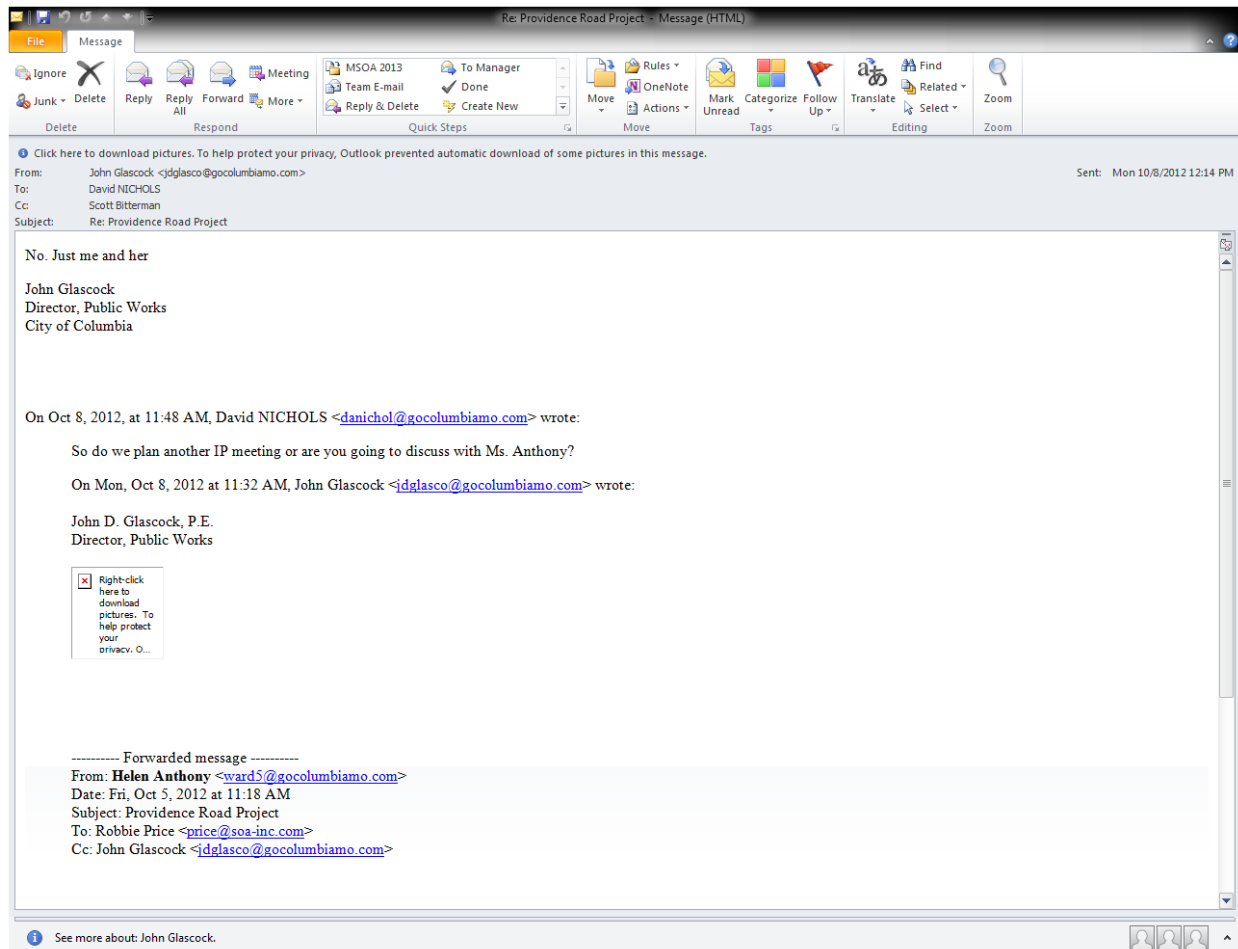 Re: Providence Road Project - Message (HTML)
File Message
Ignore
Junk
Delete
Reply
Reply All
Forward
Meeting
More
MSOA 2013
Team E-mail
Reply & Delete
To Manager
Done
Create New
Move
Rules
OneNote
Actions
Mark Unread
Categorize
Follow Up
Translate
Find
Related
Select
Zoom
Delete Respond Quick Steps Move Tags Editing Zoom
Click here to download pictures. To help protect your privacy, Outlook prevented automatic download of some pictures in this message.
From: John Glascock <jdglasco@gocolumbiamo.com> Sent: Mon 10/8/2012 12:14 PM
To: David NICHOLS
Cc: Scott Bitterman
Subject: Re: Providence Road Project
No. Just me and her
John Glascock
Director, Public Works
City of Columbia
On Oct 8, 2012, at 11:48 AM, David NICHOLS <danichol@gocolumbiamo.com> wrote:
So do we plan another IP meeting or are you going to discuss with Ms. Anthony?
On Mon, Oct 8, 2012 at 11:32 AM, John Glascock <jdglasco@gocolumbiamo.com> wrote:
John D. Glascock, P.E.
Director, Public Works
Right-click
here to
download
pictures. To
help protect
your
privacy, O...
---------- Forwarded message ----------
From: Helen Anthony <ward5@gocolumbiamo.com>
Date: Fri, Oct 5, 2012 at 11:18 AM
Subject: Providence Road Project
To: Robbie Price <price@soa-inc.com>
Cc: John Glascock <jdglasco@gocolumbiamo.com>
See more about: John Glascock.